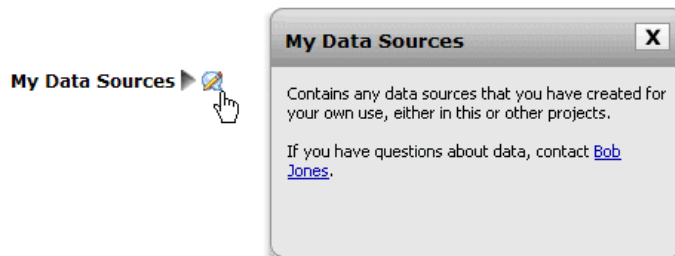 My Data Sources
My Data Sources
X
Contains any data sources that you have created for
your own use, either in this or other projects.
If you have questions about data, contact Bob
Jones.